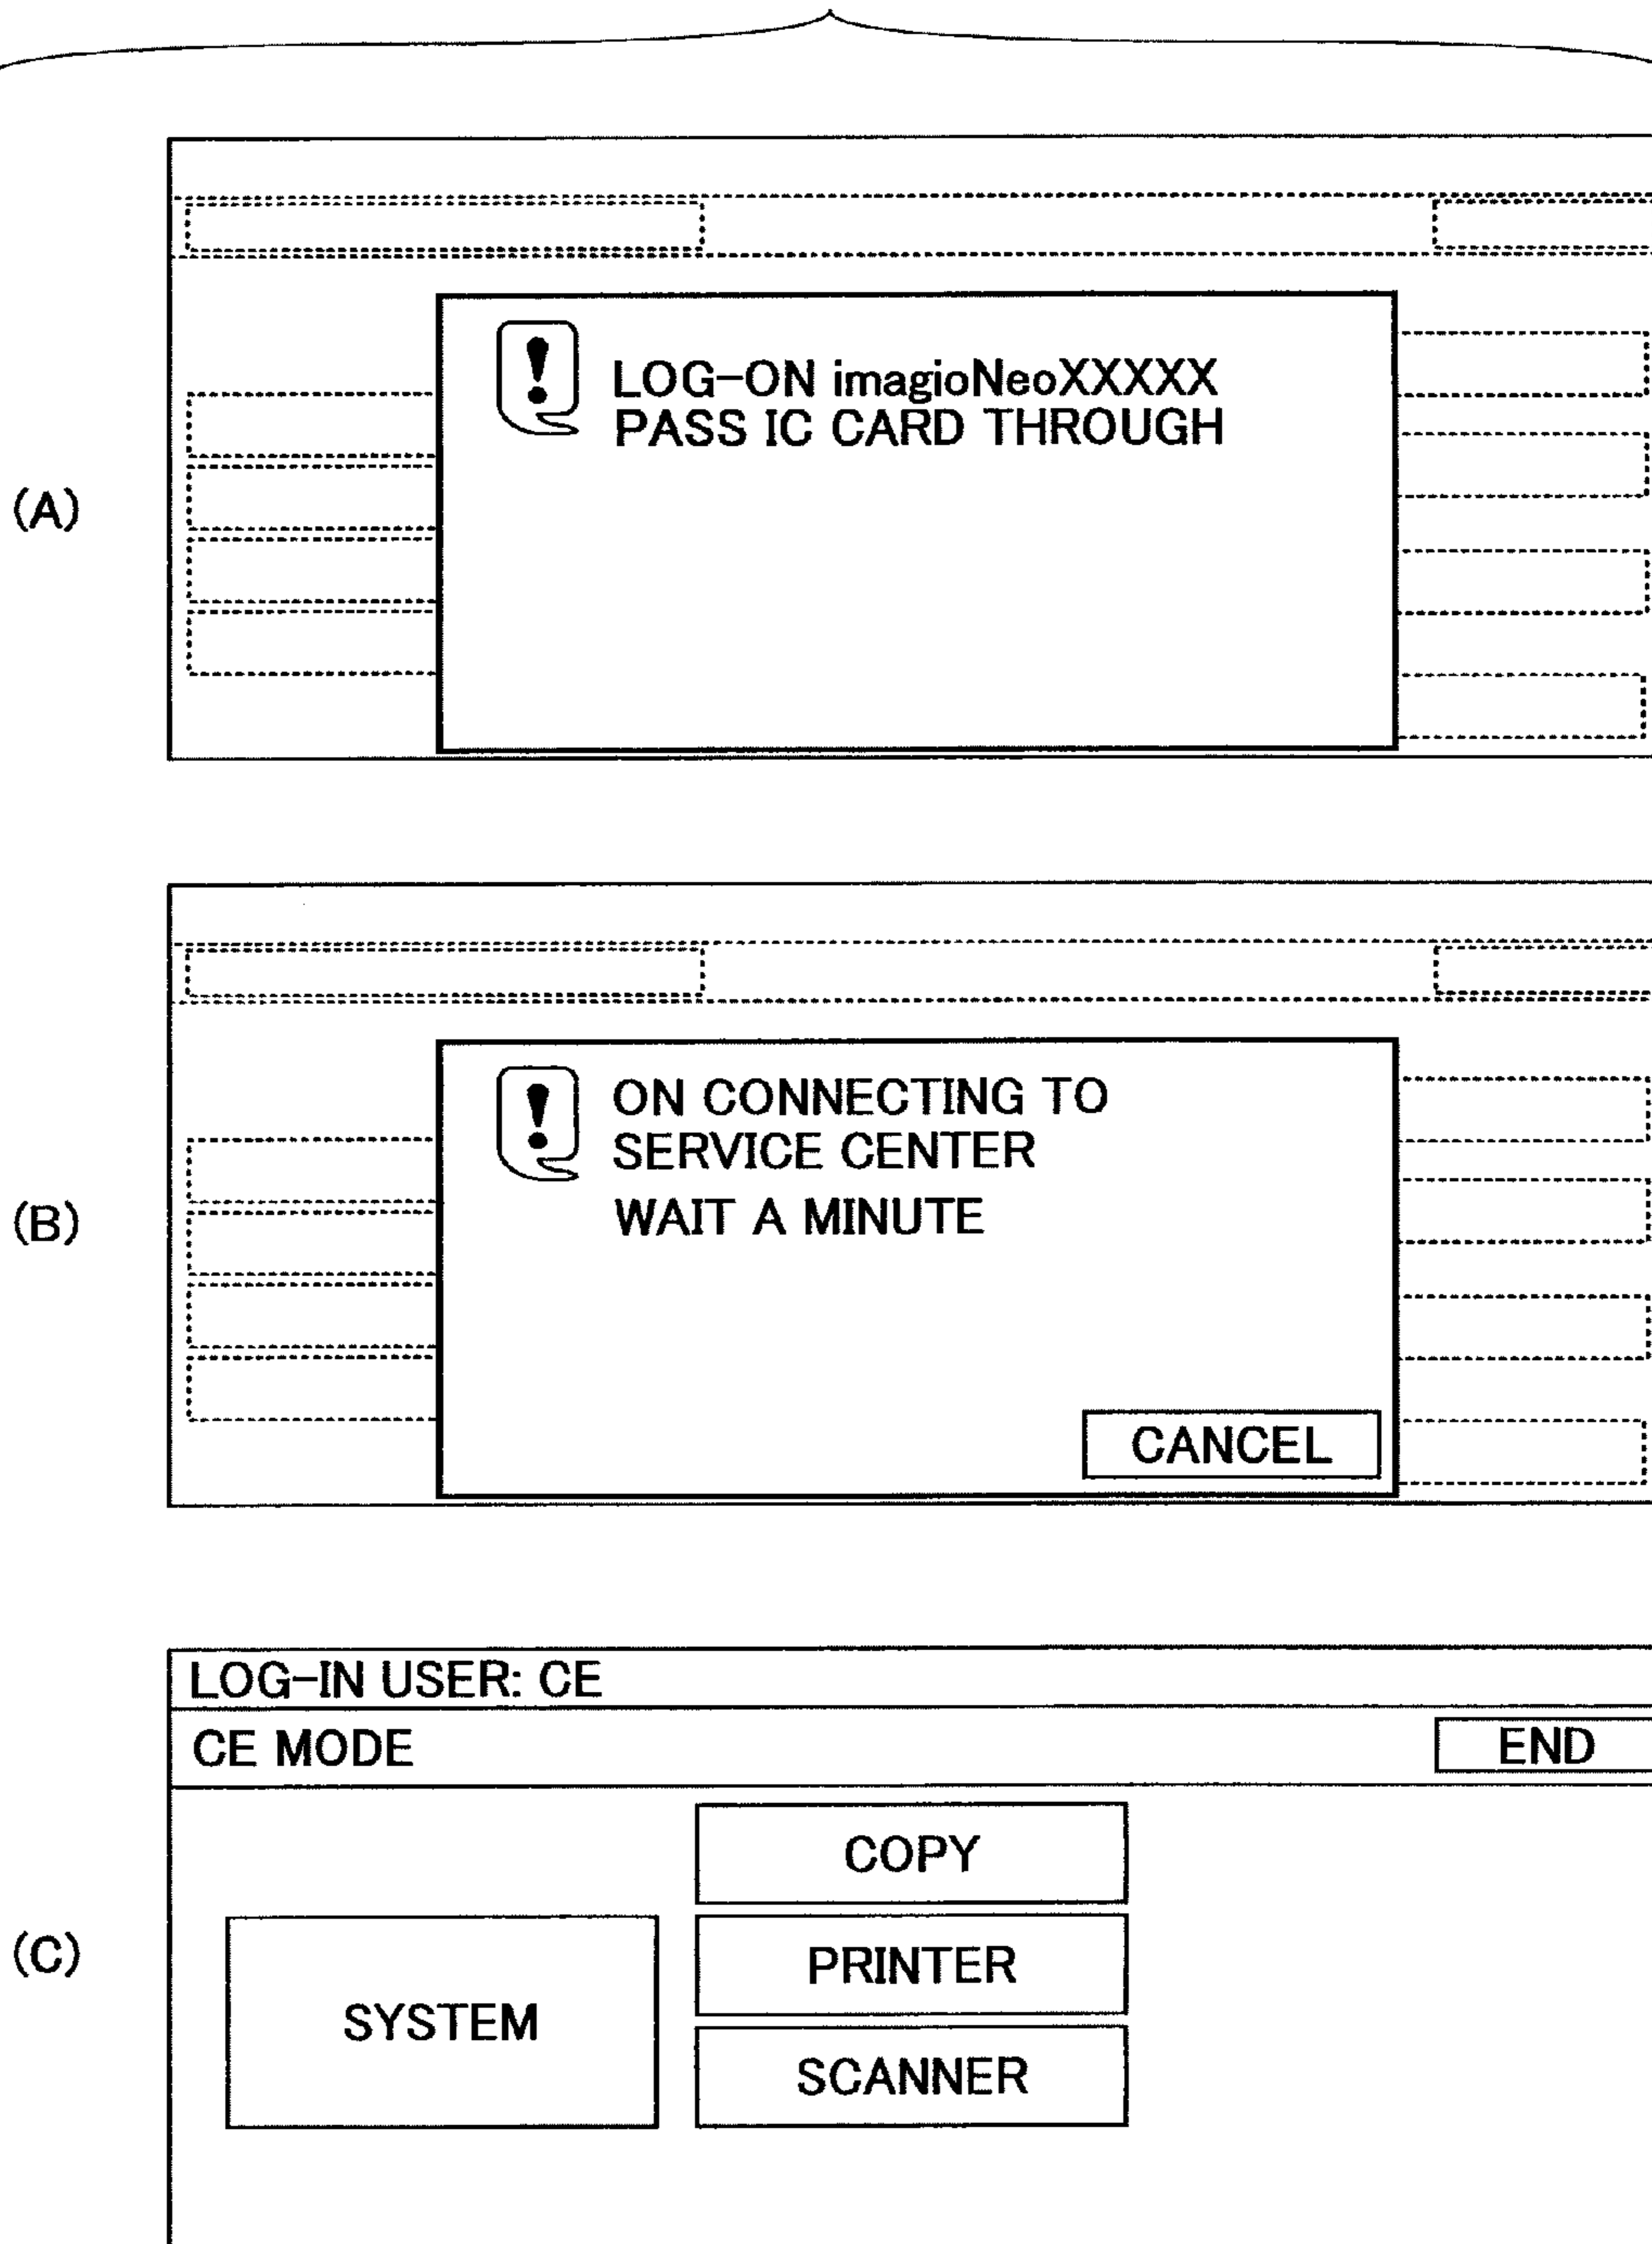 (A)
LOG-ON imagioNeoXXXXX
PASS IC CARD THROUGH
(B)
ON CONNECTING TO
SERVICE CENTER
WAIT A MINUTE
CANCEL
(C)
LOG-IN USER: CE
CE MODE
END
COPY
SYSTEM
PRINTER
SCANNER